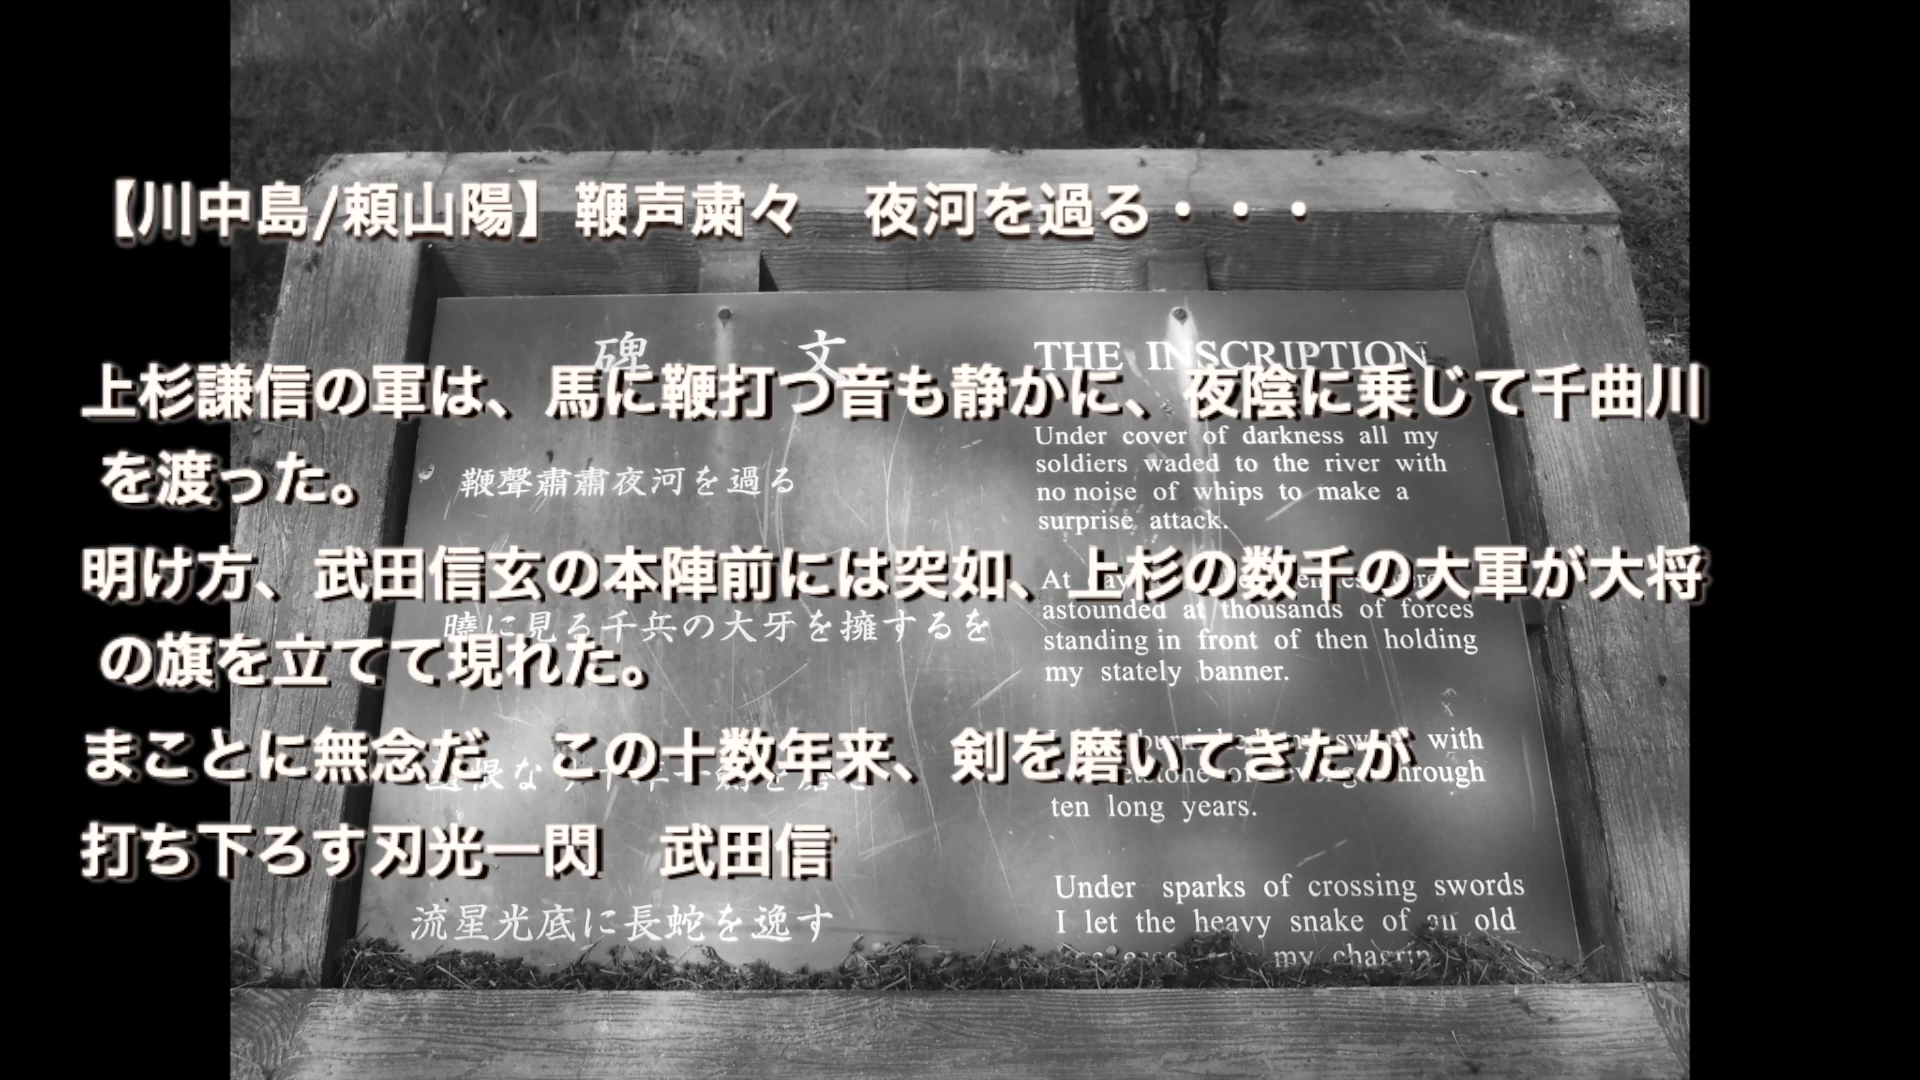 【川中島/頼山陽】鞭声粛々　夜河を過る・・・
上杉謙信の軍は、馬に鞭打つ音も静かに、夜陰に乗じて千曲川
を渡った。
明け方、武田信玄の本陣前には突如、上杉の数千の大軍が大将
の旗を立てて現れた。
まことに無念だ　この十数年来、剣を磨いてきたが
打ち下ろす刃光一閃　武田信
碑　文
鞭聲肅肅夜河を過る
曉に見る千兵の大牙を擁するを
流星光底に長蛇を逸す
THE INSCRIPTION
Under cover of darkness all my
soldiers waded to the river with
no noise of whips to make a
surprise attack.
At
astounded at thousands of forces
standing in front of then holding
my stately banner.
with
through
ten long years.
Under sparks of crossing swords
I let the heavy snake of an old
my chagrin